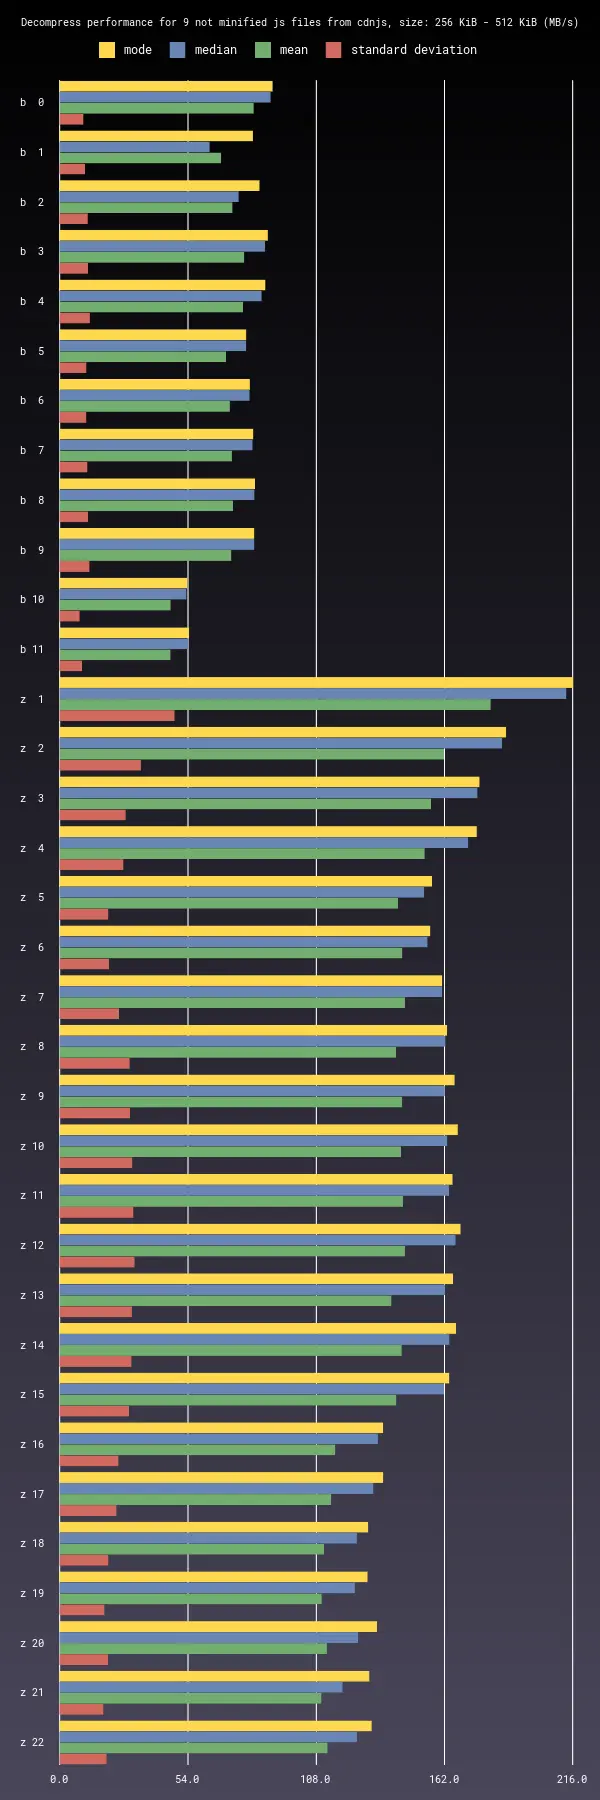 Decompress performance for 9 not minified js files from cdnjs, size: 256 KiB - 512 KiB (MB/s)
mode median mean standard deviation
b 0
b 1
b 2
b 3
b 4
b 5
b 6
b 7
b 8
b 9
b 10
b 11
z 1
z 2
z 3
z 4
z 5
z 6
z 7
z 8
z 9
z 10
z 11
z 12
z 13
z 14
z 15
z 16
z 17
z 18
z 19
z 20
z 21
z 22
0.0 54.0 108.0 162.0 216.0